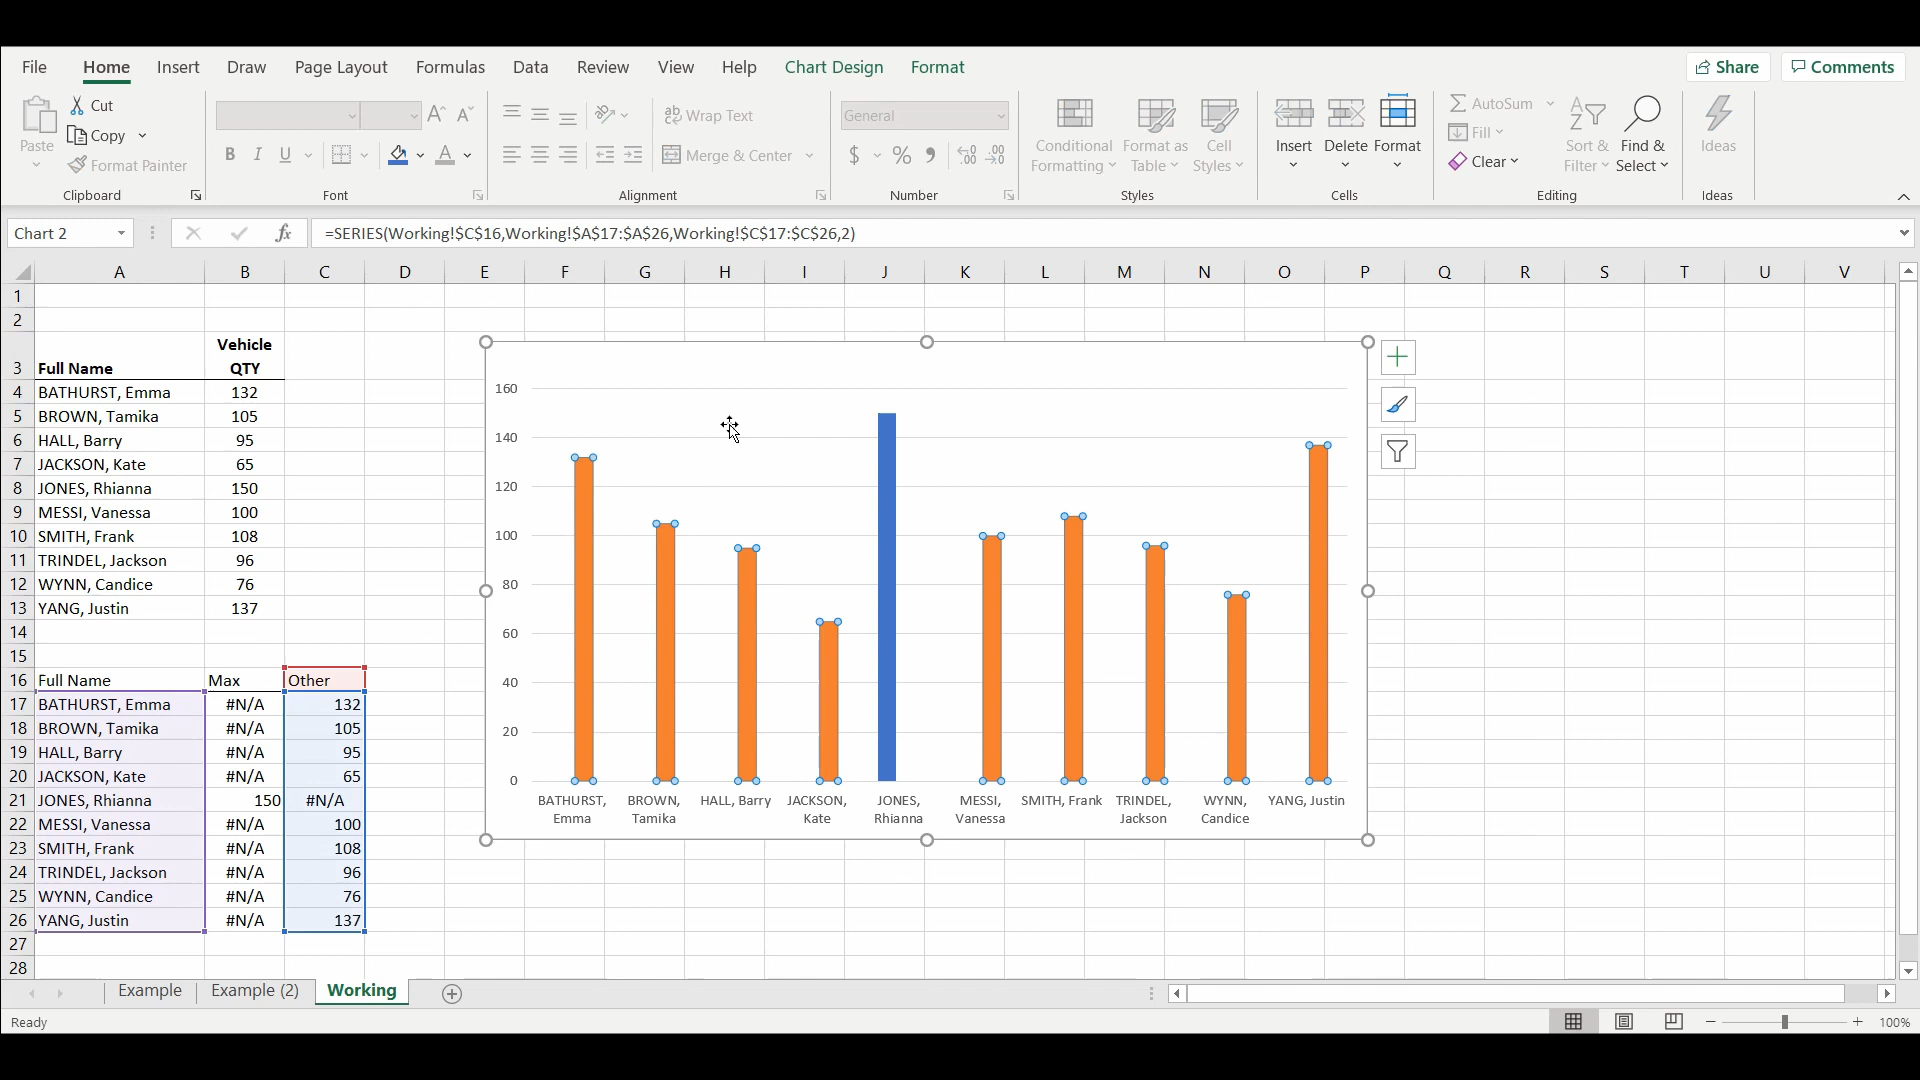 File Home Insert Draw Page Layout Formulas Data Review View Help Chart Design Format Share Comments
Paste
Cut
Copy
Format Painter
Clipboard
B I U A
Font
Wrap Text
Merge & Center
Alignment
General
$ % 9
Number
Conditional Formatting
Format as Table
Cell Styles
Styles
Insert Delete Format
Cells
AutoSum
Fill
Clear
Sort & Filter
Find & Select
Editing
Ideas
Ideas
Chart 2 fx =SERIES(Working!$C$16,Working!$A$17:$A$26,Working!$C$17:$C$26,2)
A B C D E F G H I J K L M N O P Q R S T U V
1
2
3 Full Name Vehicle QTY
4 BATHURST, Emma 132
5 BROWN, Tamika 105
6 HALL, Barry 95
7 JACKSON, Kate 65
8 JONES, Rhianna 150
9 MESSI, Vanessa 100
10 SMITH, Frank 108
11 TRINDEL, Jackson 96
12 WYNN, Candice 76
13 YANG, Justin 137
14
15
16 Full Name Max Other
17 BATHURST, Emma #N/A 132
18 BROWN, Tamika #N/A 105
19 HALL, Barry #N/A 95
20 JACKSON, Kate #N/A 65
21 JONES, Rhianna 150 #N/A
22 MESSI, Vanessa #N/A 100
23 SMITH, Frank #N/A 108
24 TRINDEL, Jackson #N/A 96
25 WYNN, Candice #N/A 76
26 YANG, Justin #N/A 137
27
28
160
140
120
100
80
60
40
20
0
BATHURST, Emma
BROWN, Tamika
HALL, Barry
JACKSON, Kate
JONES, Rhianna
MESSI, Vanessa
SMITH, Frank
TRINDEL, Jackson
WYNN, Candice
YANG, Justin
Example Example (2) Working
Ready 100%